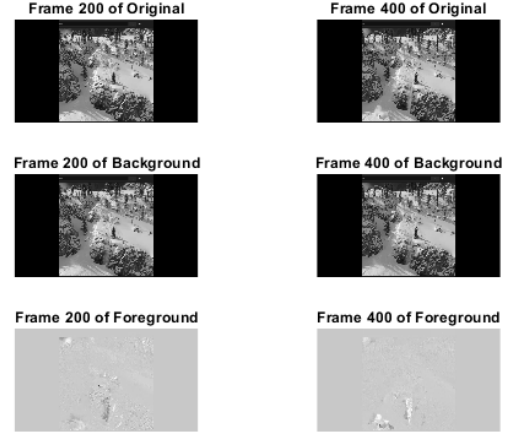 Frame 200 of Original
Frame 400 of Original
Frame 200 of Background
Frame 400 of Background
Frame 200 of Foreground
Frame 400 of Foreground